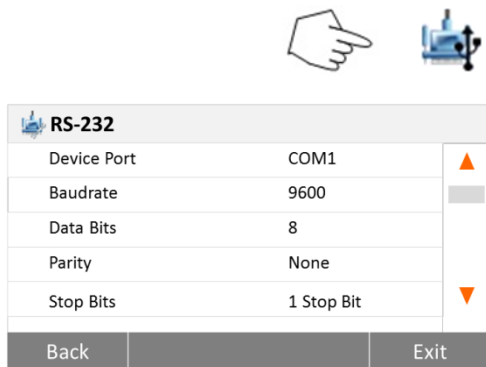 RS-232
Device Port COM1
Baudrate 9600
Data Bits 8
Parity None
Stop Bits 1 Stop Bit
Back Exit